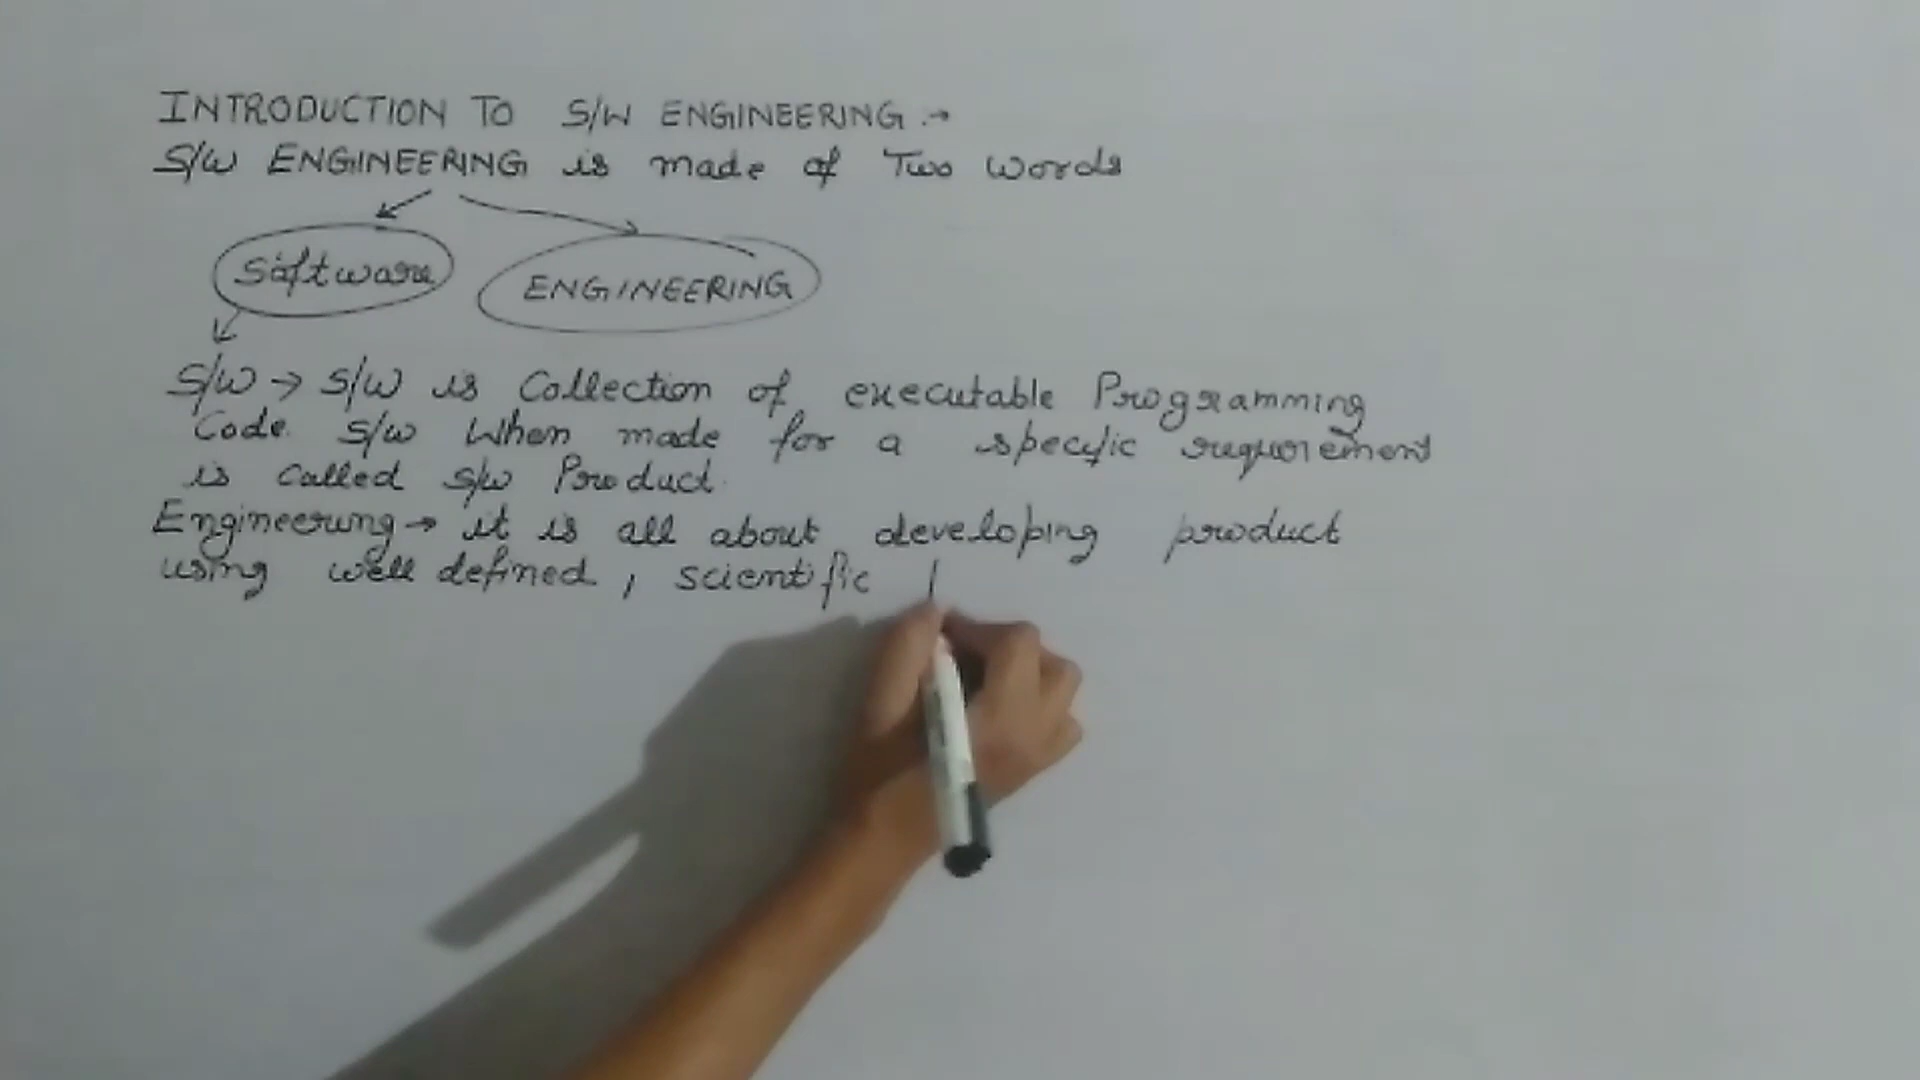 INTRODUCTION TO S/W ENGINEERING :→
S/W ENGINEERING is made of Two words
Software ENGINEERING
S/W → S/W is Collection of executable Programming
Code. S/W When made for a specific requirement
is called s/w Product.
Engineering → it is all about developing product
using well defined, scientific